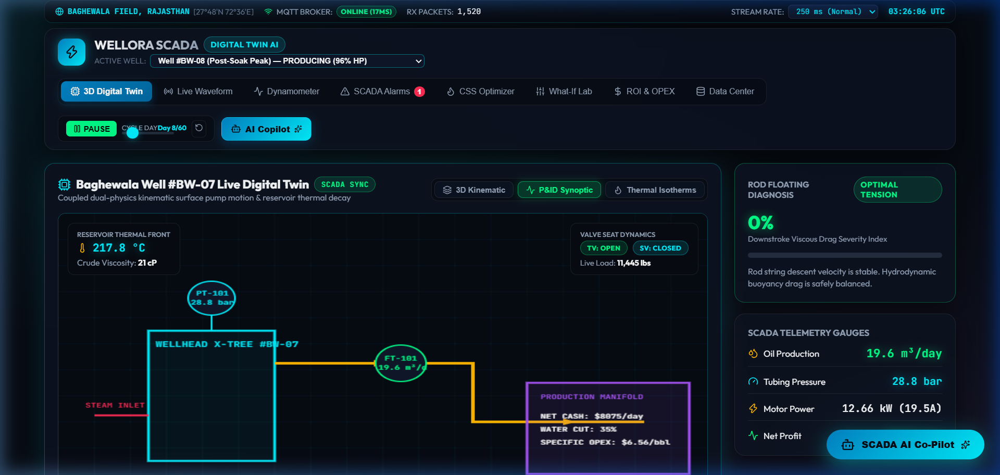 BAGHEWALA FIELD, RAJASTHAN [27°48'N 72°36'E] MQTT BROKER: ONLINE (17MS) RX PACKETS: 1,520 STREAM RATE: 250 ms (Normal) 03:26:06 UTC
WELLORA SCADA DIGITAL TWIN AI
ACTIVE WELL: Well #BW-08 (Post-Soak Peak) — PRODUCING (96% HP)
3D Digital Twin Live Waveform Dynamometer SCADA Alarms 1 CSS Optimizer What-If Lab ROI & OPEX Data Center
PAUSE CYCLE DAY Day 8/60 AI Copilot
Baghewala Well #BW-07 Live Digital Twin SCADA SYNC
Coupled dual-physics kinematic surface pump motion & reservoir thermal decay
3D Kinematic P&ID Synoptic Thermal Isotherms
RESERVOIR THERMAL FRONT
217.8 °C
Crude Viscosity: 21 cP
VALVE SEAT DYNAMICS
TV: OPEN SV: CLOSED
Live Load: 11,445 lbs
PT-101
28.8 bar
WELLHEAD X-TREE #BW-07
FT-101
19.6 m³/d
STEAM INLET
PRODUCTION MANIFOLD
NET CASH: $8075/day
WATER CUT: 35%
SPECIFIC OPEX: $6.56/bbl
ROD FLOATING
DIAGNOSIS
OPTIMAL
TENSION
0%
Downstroke Viscous Drag Severity Index
Rod string descent velocity is stable. Hydrodynamic
buoyancy drag is safely balanced.
SCADA TELEMETRY GAUGES
Oil Production 19.6 m³/day
Tubing Pressure 28.8 bar
Motor Power 12.66 kW (19.5A)
Net Profit
SCADA AI Co-Pilot